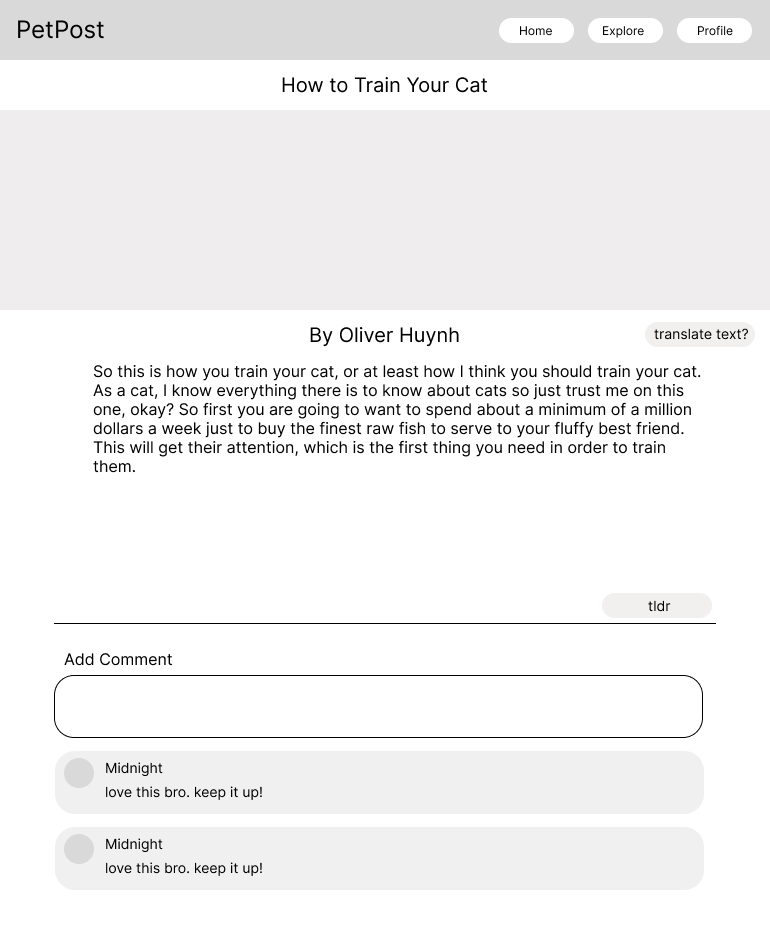 PetPost
Home
Explore
Profile
How to Train Your Cat
By Oliver Huynh
translate text?
So this is how you train your cat, or at least how I think you should train your cat.
As a cat, I know everything there is to know about cats so just trust me on this
one, okay? So first you are going to want to spend about a minimum of a million
dollars a week just to buy the finest raw fish to serve to your fluffy best friend.
This will get their attention, which is the first thing you need in order to train
them.
tldr
Add Comment
Midnight
love this bro. keep it up!
Midnight
love this bro. keep it up!